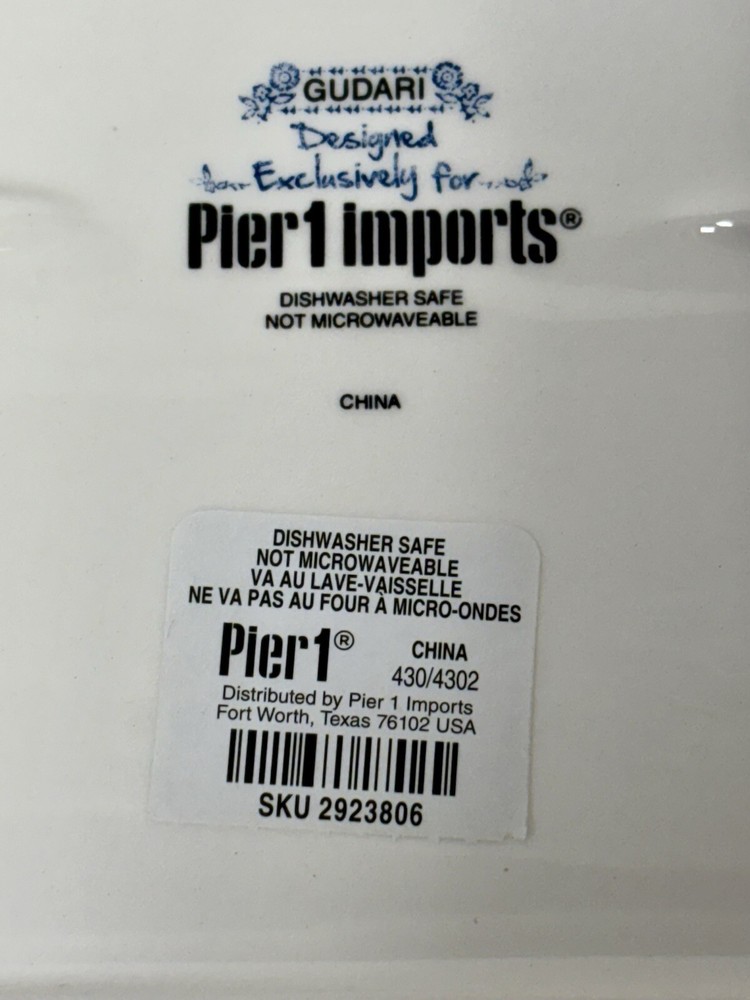 GUDARI
Designed
Exclusively for
Pier1 imports®
DISHWASHER SAFE
NOT MICROWAVEABLE
CHINA
DISHWASHER SAFE
NOT MICROWAVEABLE
VA AU LAVE-VAISSELLE
NE VA PAS AU FOUR À MICRO-ONDES
Pier1® CHINA
430/4302
Distributed by Pier 1 Imports
Fort Worth, Texas 76102 USA
SKU 2923806